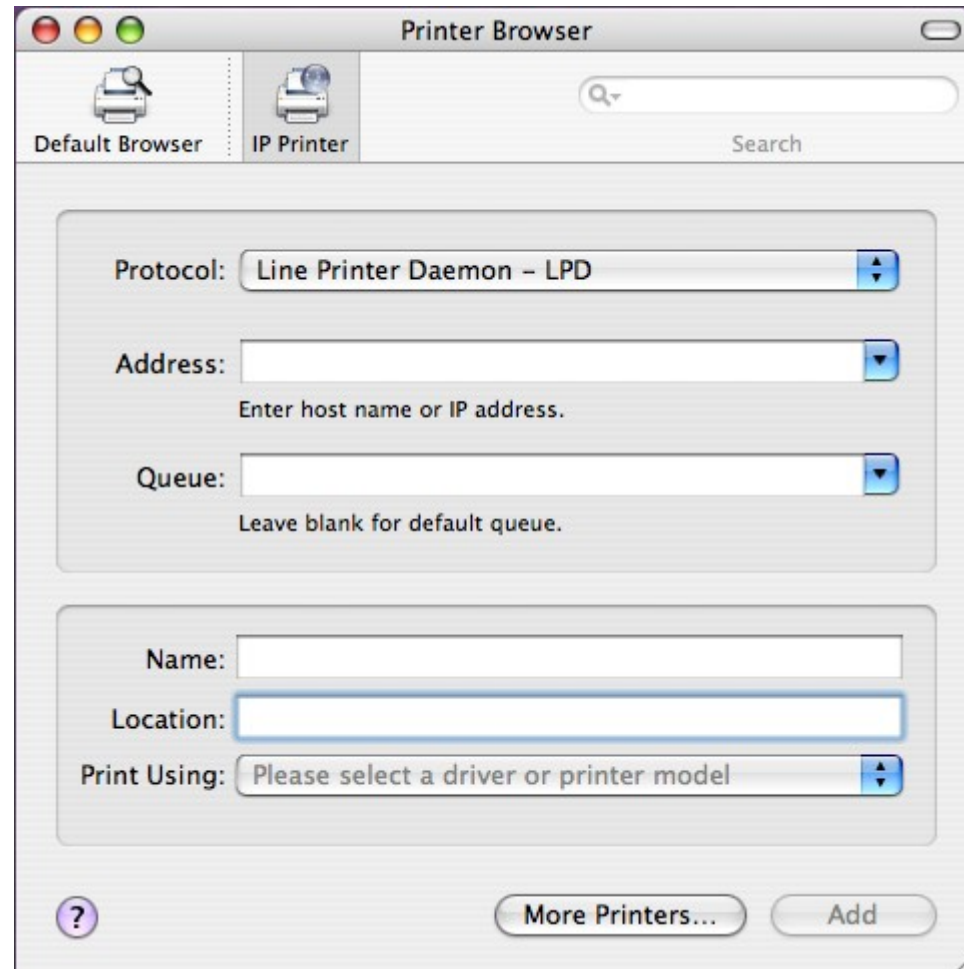 Printer Browser
Default Browser
IP Printer
Search
Protocol: Line Printer Daemon – LPD
Address:
Enter host name or IP address.
Queue:
Leave blank for default queue.
Name:
Location:
Print Using: Please select a driver or printer model
? More Printers... Add